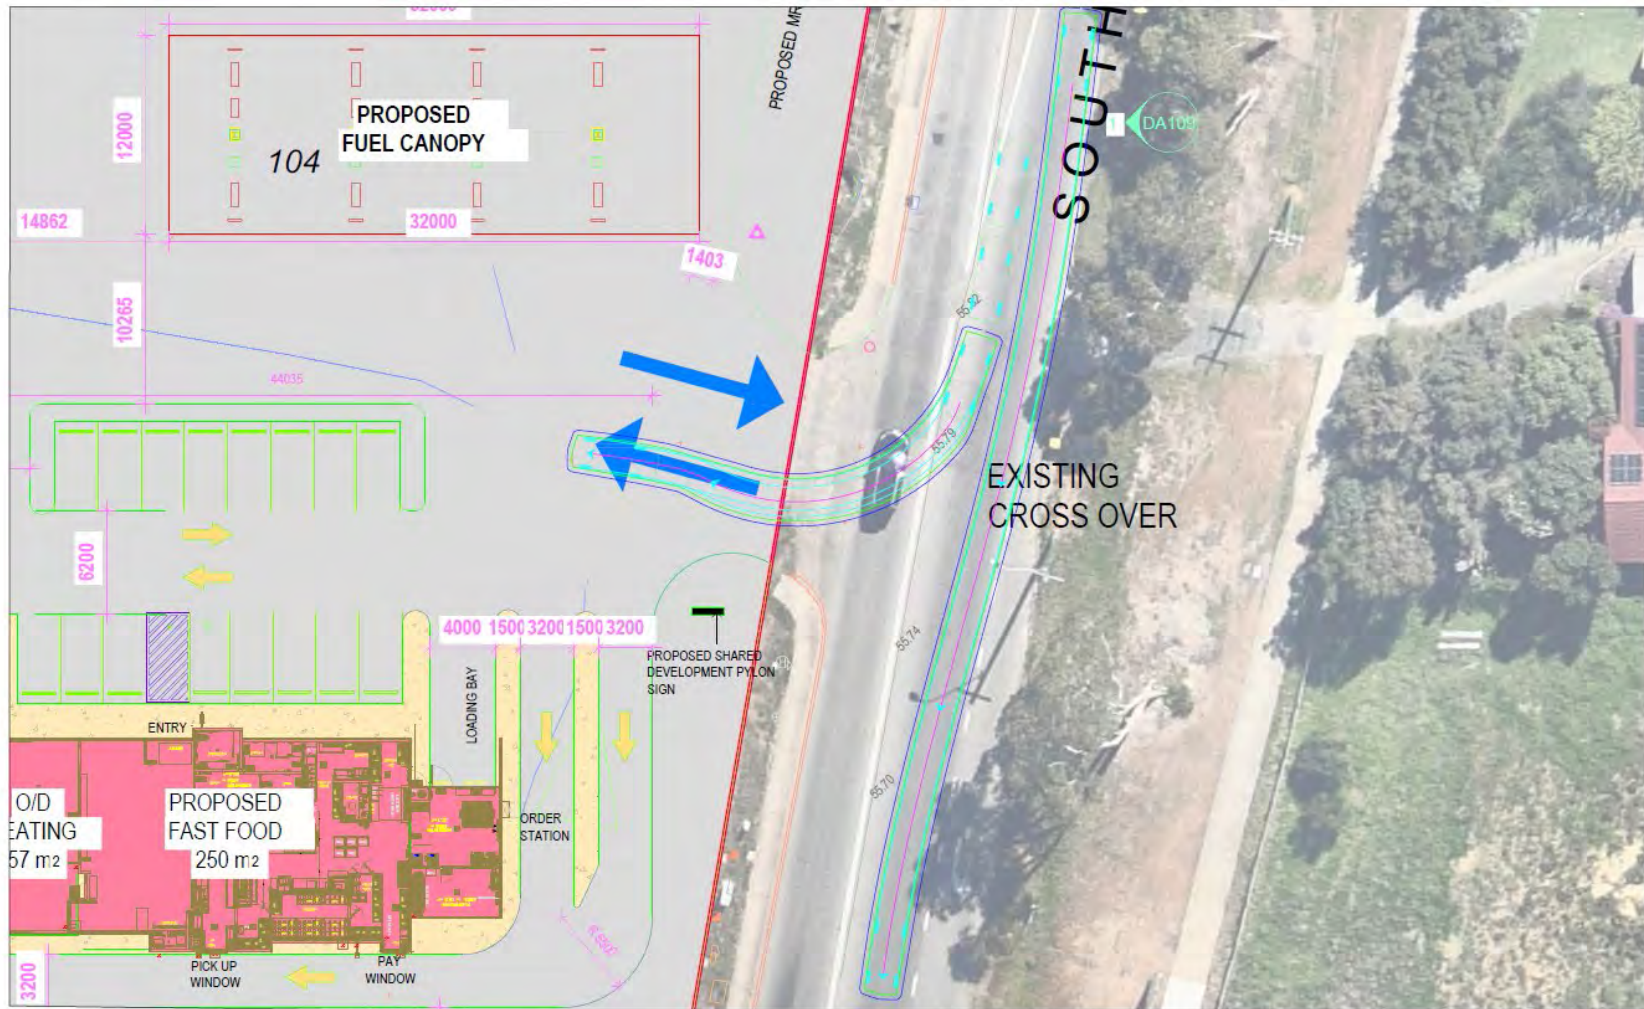 32000
PROPOSED MR
SOUTH
12000
PROPOSED
FUEL CANOPY
104
1
DA109
14862
32000
1403
10265
55.82
44035
55.79
EXISTING
CROSS OVER
6200
4000 1500 3200 1500 3200
55.74
PROPOSED SHARED
DEVELOPMENT PYLON
SIGN
LOADING BAY
ENTRY
55.70
O/D
EATING
57 m2
PROPOSED
FAST FOOD
250 m2
ORDER
STATION
PICK UP
WINDOW
PAY
WINDOW
3200